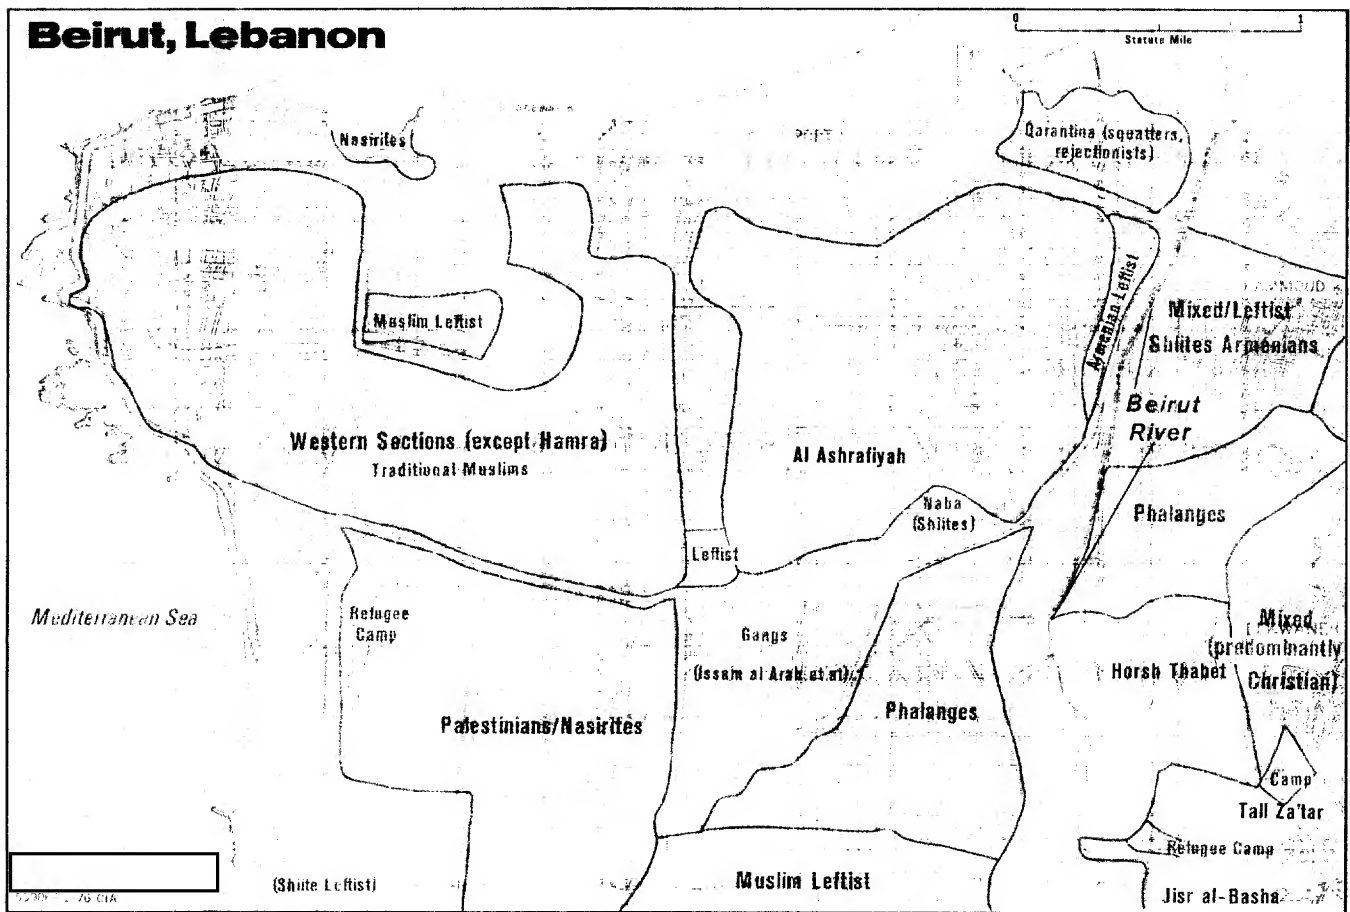 Beirut, Lebanon
0 1
Statute Mile
Nasirites
PORT
Qarantina (squatters,
rejectionists)
Muslim Leftist
Armenian Leftist
Mixed/Leftist
Shiites Armenians
Beirut
River
Western Sections (except Hamra)
Traditional Muslims
Al Ashrafiyah
Naba
(Shiites)
Phalanges
Leftist
Mediterranean Sea
Refugee
Camp
Gangs
(Issam al Arab et al)
Mixed
(predominantly
Christian)
Horsh Thabet
Palestinians/Nasirites
Phalanges
Camp
Tall Za'tar
Refugee Camp
(Shiite Leftist)
Muslim Leftist
Jisr al-Basha
76 CIA